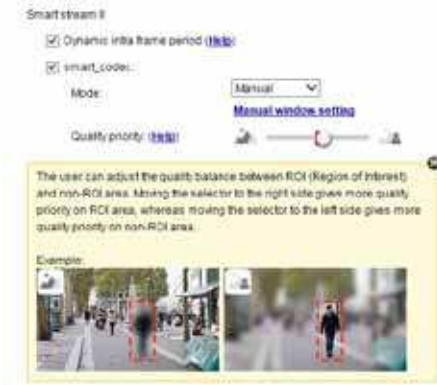 Smart stream II
Dynamic intra frame period (Help)
smart_codec:
Mode: Manual
Manual window setting
Quality priority: (Help)
The user can adjust the quality balance between ROI (Region of Interest)
and non-ROI area. Moving the selector to the right side gives more quality
priority on ROI area, whereas moving the selector to the left side gives more
quality priority on non-ROI area.
Example: